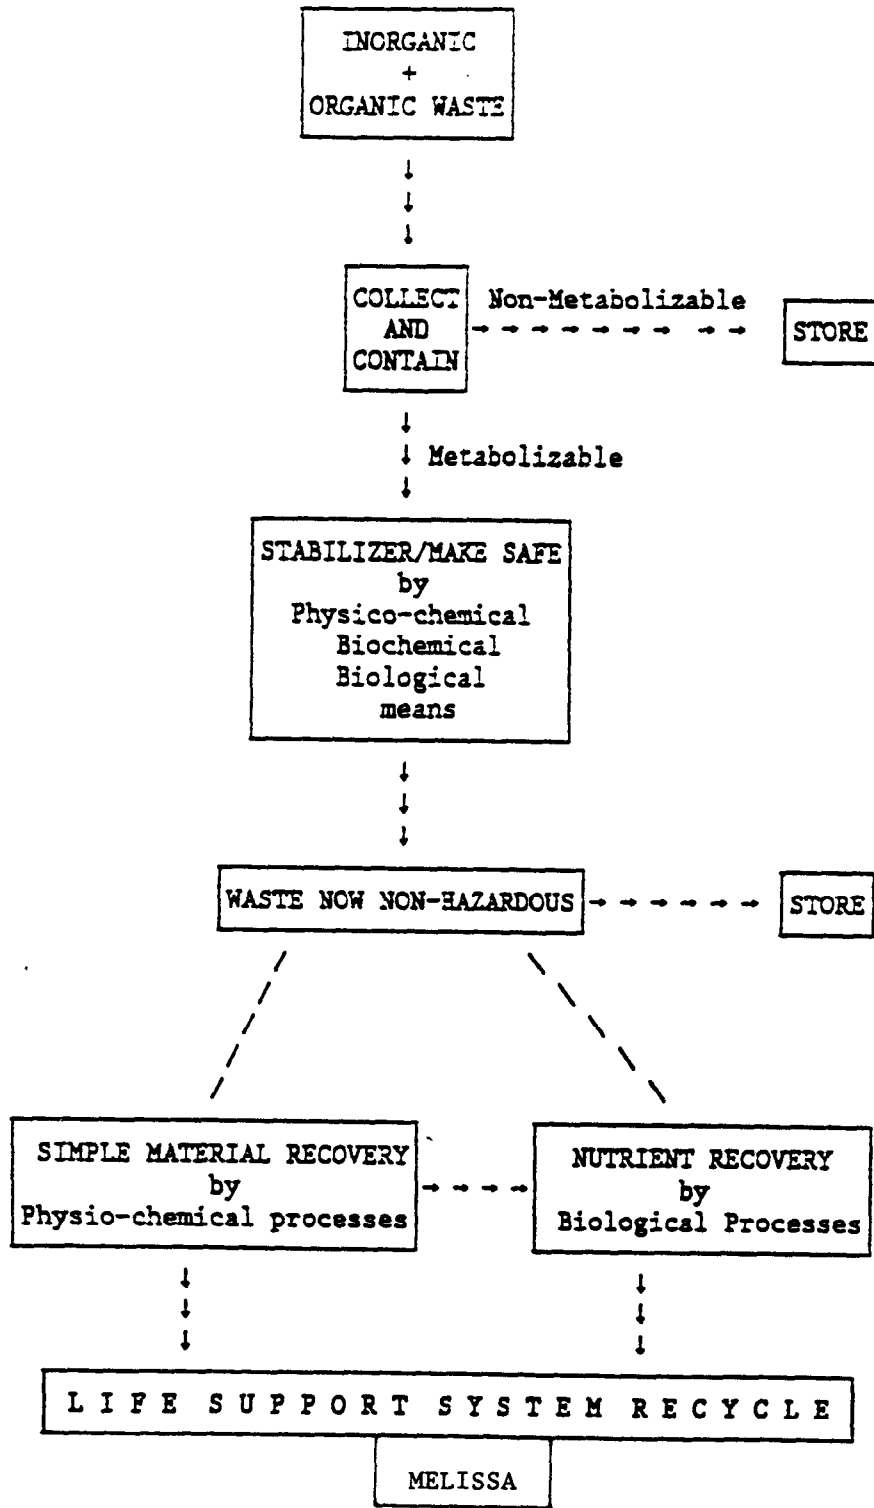 INORGANIC
+
ORGANIC WASTE
COLLECT
AND
CONTAIN
Non-Metabolizable
STORE
Metabolizable
STABILIZER/MAKE SAFE
by
Physico-chemical
Biochemical
Biological
means
WASTE NOW NON-HAZARDOUS
STORE
SIMPLE MATERIAL RECOVERY
by
Physio-chemical processes
NUTRIENT RECOVERY
by
Biological Processes
LIFE SUPPORT SYSTEM RECYCLE
MELISSA